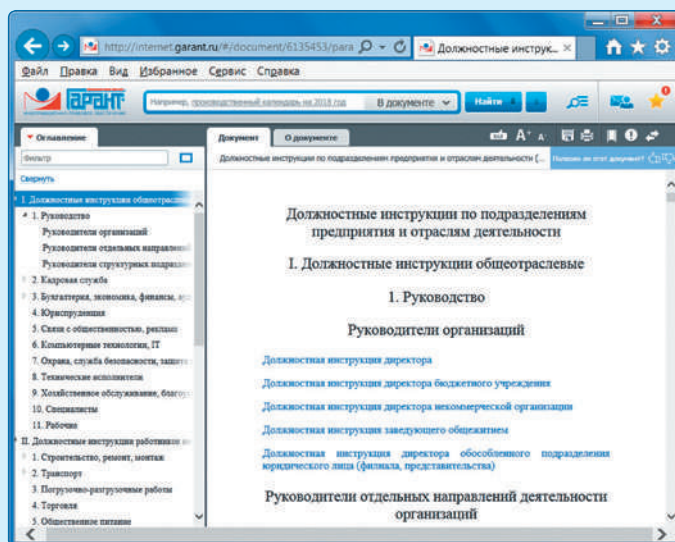 http://internet.garant.ru/#/document/6135453/para
Должностные инструк...
Файл Правка Вид Избранное Сервис Справка
ГАРАНТ
Например, производственный календарь на 2018 год
В документе
Найти
Оглавление
Документ
О документе
A+ A-
Фильтр
Должностные инструкции по подразделениям предприятия и отраслям деятельности (...
Полезен ли этот документ?
Свернуть
I. Должностные инструкции общеотрасле
1. Руководство
Руководители организаций
Руководители отдельных направлений
Руководители структурных подраздел
2. Кадровая служба
3. Бухгалтерия, экономика, финансы,
4. Юриспруденция
5. Связи с общественностью, реклама
6. Компьютерные технологии, IT
7. Охрана, служба безопасности, защита
8. Технические исполнители
9. Хозяйственное обслуживание, благоу
10. Специалисты
11. Рабочие
II. Должностные инструкции работников
1. Строительство, ремонт, монтаж
2. Транспорт
3. Погрузочно-разгрузочные работы
4. Торговля
5. Общественное питание
Должностные инструкции по подразделениям
предприятия и отраслям деятельности
I. Должностные инструкции общеотраслевые
1. Руководство
Руководители организаций
Должностная инструкция директора
Должностная инструкция директора бюджетного учреждения
Должностная инструкция директора некоммерческой организации
Должностная инструкция заведующего общежитием
Должностная инструкция директора обособленного подразделения
юридического лица (филиала, представительства)
Руководители отдельных направлений деятельности
организаций